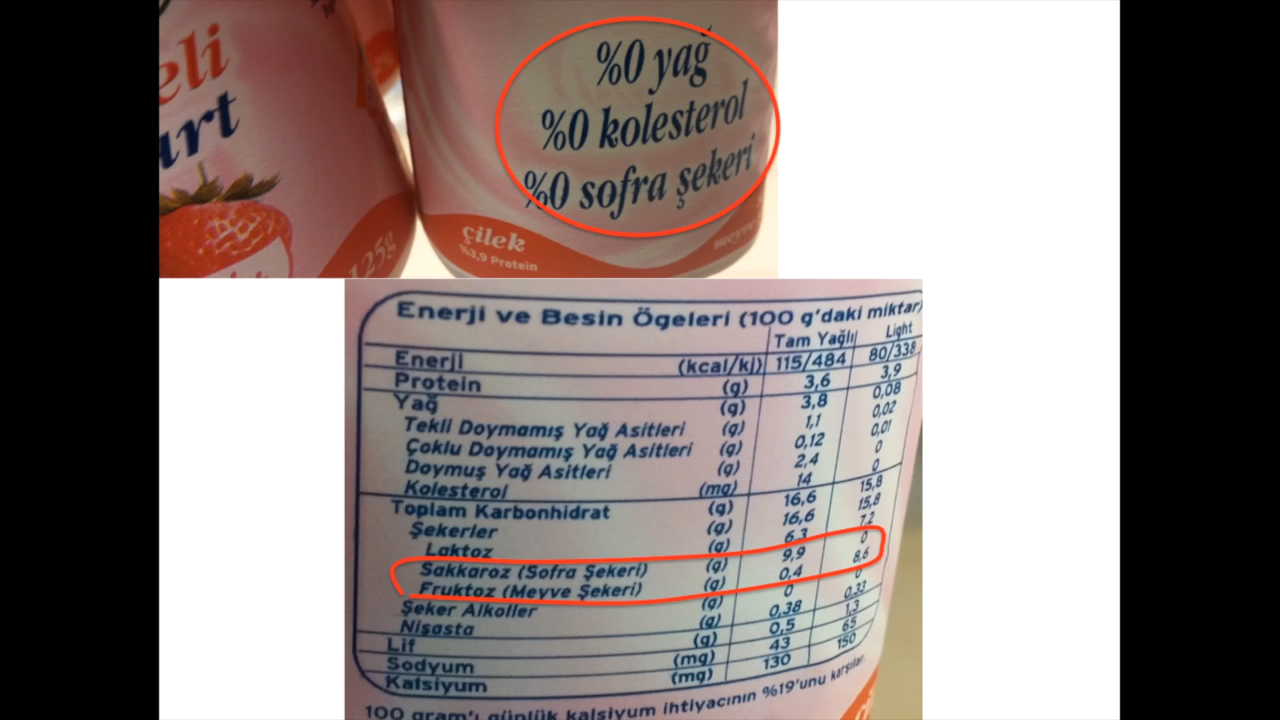 eli
urt
125g
%0 yağ
%0 kolesterol
%0 sofra şekeri
çilek
%3,9 Protein
Enerji ve Besin Ögeleri (100 g'daki miktar)
Tam Yağlı Light
Enerji (kcal/kj) 115/484 80/338
Protein (g) 3,6 3,9
Yağ (g) 3,8 0,08
Tekli Doymamış Yağ Asitleri (g) 1,1 0,02
Çoklu Doymamış Yağ Asitleri (g) 0,12 0,01
Doymuş Yağ Asitleri (g) 2,4 0
Kolesterol (mg) 14 0
Toplam Karbonhidrat (g) 16,6 15,8
Şekerler (g) 16,6 15,8
Laktoz (g) 6,3 7,2
Sakkaroz (Sofra Şekeri) (g) 9,9 0
Fruktoz (Meyve Şekeri) (g) 0,4 8,6
Şeker Alkoller (g) 0 0
Nişasta (g) 0,38 0,33
Lif (g) 0,5 1,3
Sodyum (mg) 43 65
Kalsiyum (mg) 130 150
100 gram'ı günlük kalsiyum ihtiyacının %19'unu karşılar.